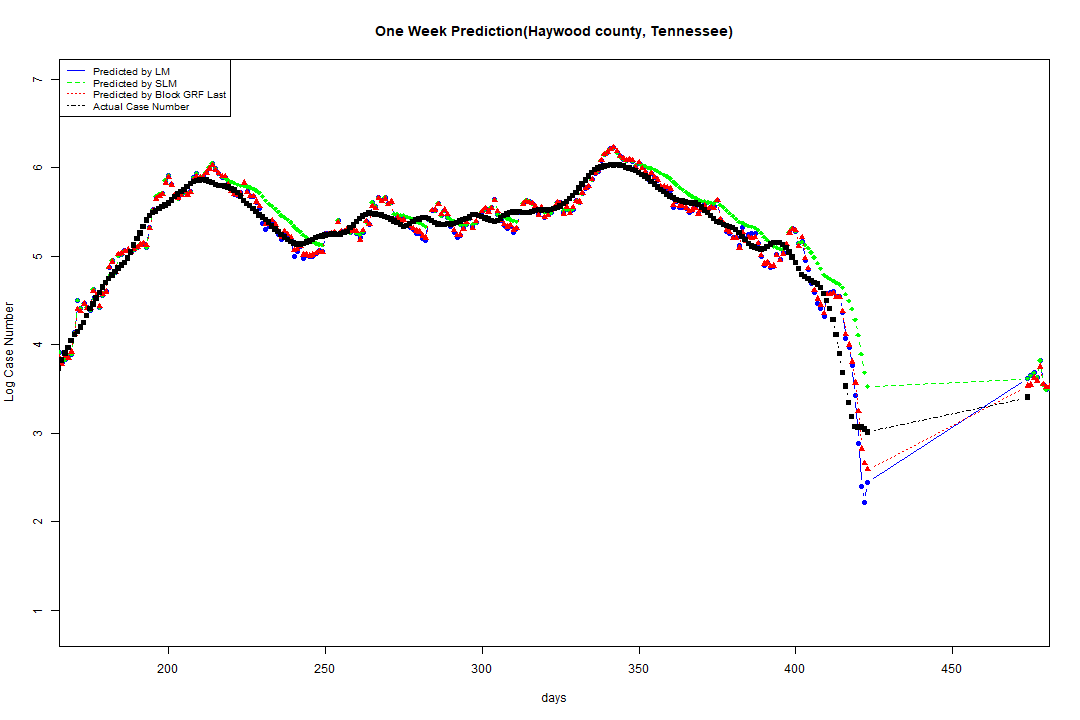 One Week Prediction(Haywood county, Tennessee)
Predicted by LM
Predicted by SLM
Predicted by Block GRF Last
Actual Case Number
7
6
5
4
3
2
1
Log Case Number
200 250 300 350 400 450
days